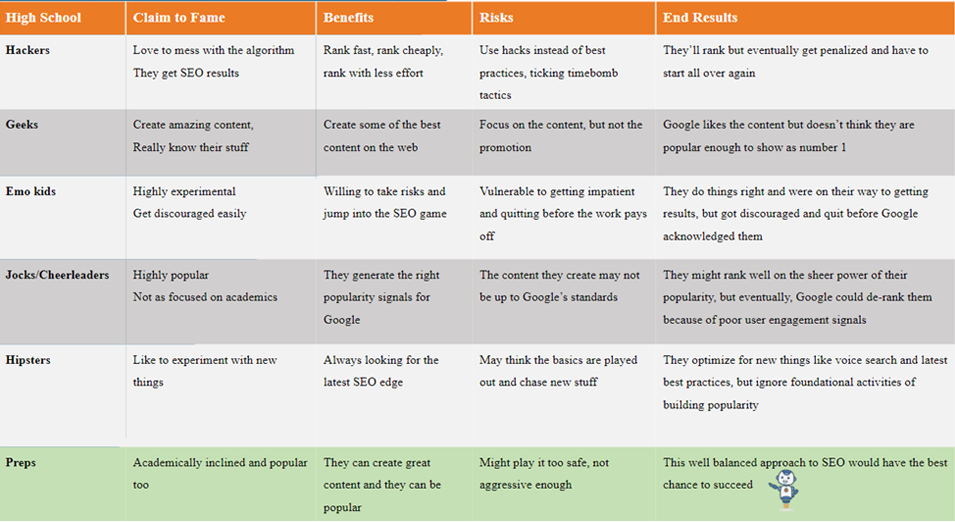 High School
Claim to Fame
Benefits
Risks
End Results
Hackers
Love to mess with the algorithm
They get SEO results
Rank fast, rank cheaply,
rank with less effort
Use hacks instead of best
practices, ticking timebomb
tactics
They’ll rank but eventually get penalized and have to
start all over again
Geeks
Create amazing content,
Really know their stuff
Create some of the best
content on the web
Focus on the content, but not the
promotion
Google likes the content but doesn’t think they are
popular enough to show as number 1
Emo kids
Highly experimental
Get discouraged easily
Willing to take risks and
jump into the SEO game
Vulnerable to getting impatient
and quitting before the work pays
off
They do things right and were on their way to getting
results, but got discouraged and quit before Google
acknowledged them
Jocks/Cheerleaders
Highly popular
Not as focused on academics
They generate the right
popularity signals for
Google
The content they create may not
be up to Google’s standards
They might rank well on the sheer power of their
popularity, but eventually, Google could de-rank them
because of poor user engagement signals
Hipsters
Like to experiment with new
things
Always looking for the
latest SEO edge
May think the basics are played
out and chase new stuff
They optimize for new things like voice search and latest
best practices, but ignore foundational activities of
building popularity
Preps
Academically inclined and popular
too
They can create great
content and they can be
popular
Might play it too safe, not
aggressive enough
This well balanced approach to SEO would have the best
chance to succeed